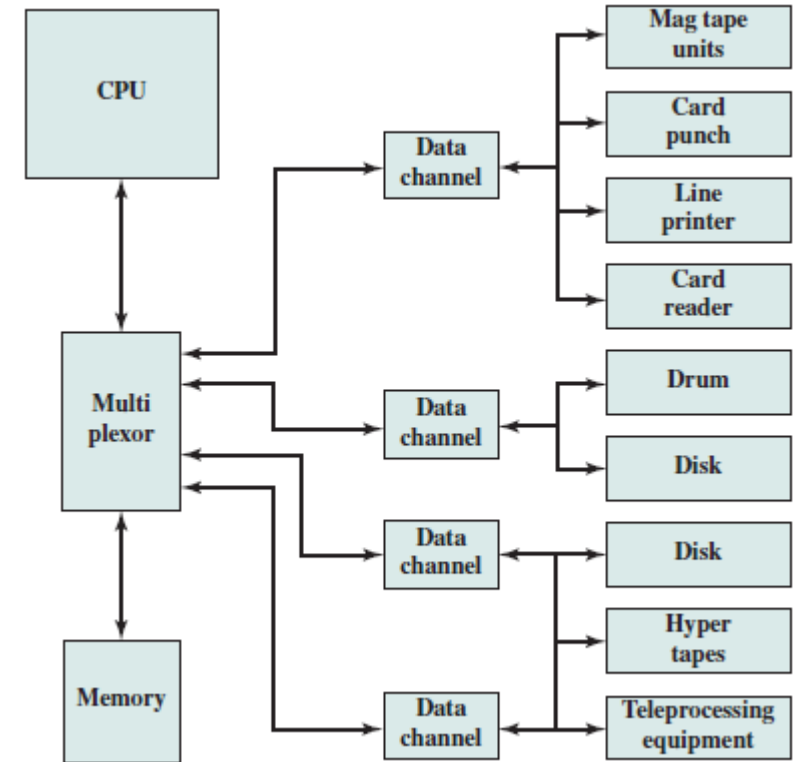 CPU
Mag tape
units
Card
punch
Data
channel
Line
printer
Card
reader
Multi
plexor
Data
channel
Drum
Disk
Data
channel
Disk
Hyper
tapes
Memory
Data
channel
Teleprocessing
equipment